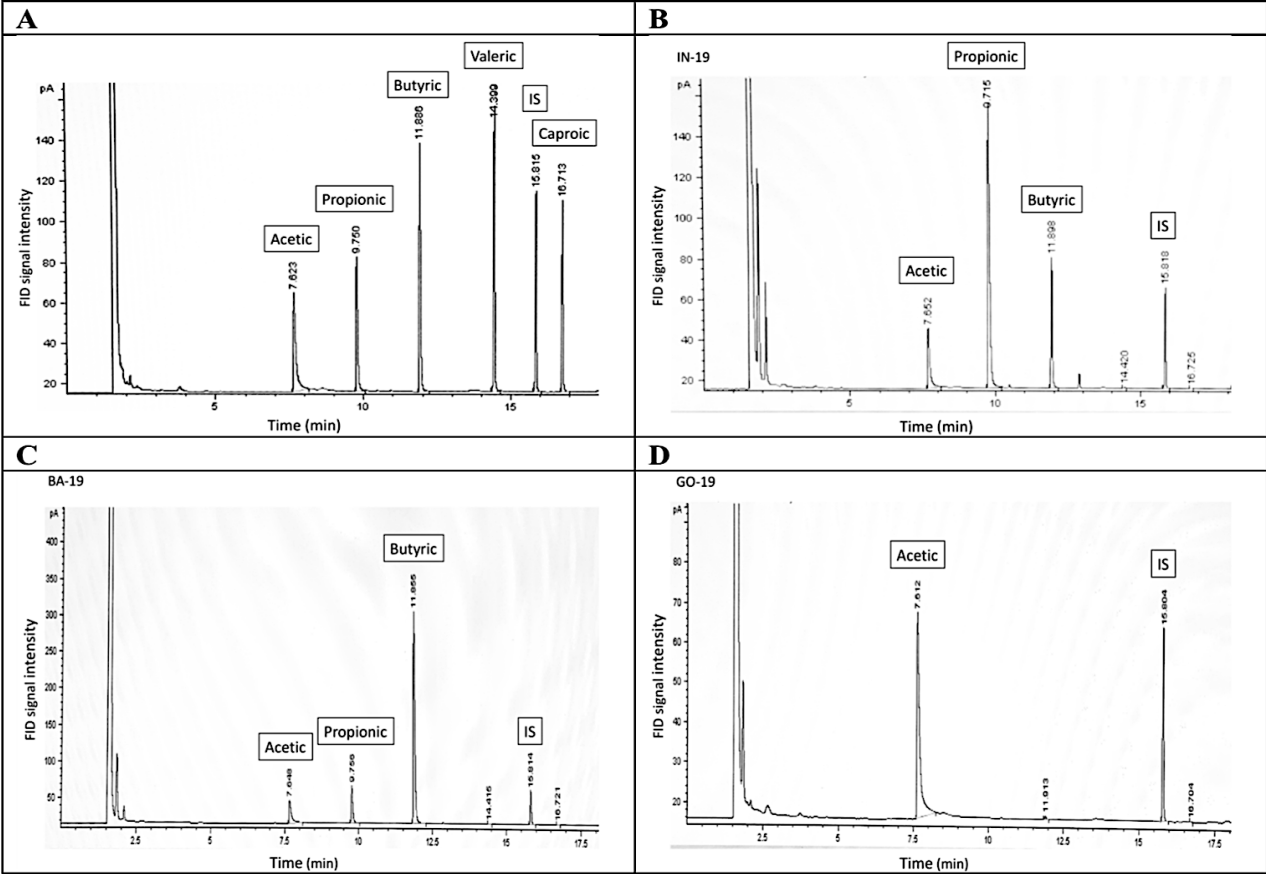 A
Valeric
Butyric
IS
Caproic
Propionic
Acetic
pA
14.399
11.886
15.815
16.713
9.750
7.623
140
120
100
80
60
40
20
FID signal intensity
5
10
15
Time (min)
B
IN-19
Propionic
Butyric
IS
Acetic
pA
9.715
11.898
15.818
7.652
14.420
16.725
140
120
100
80
60
40
20
FID signal intensity
5
10
15
Time (min)
C
BA-19
Butyric
Propionic
IS
Acetic
pA
11.855
9.756
7.648
15.814
14.415
16.721
400
350
300
250
200
150
100
50
FID signal intensity
2.5
5
7.5
10
12.5
15
17.5
Time (min)
D
GO-19
Acetic
IS
pA
7.612
15.804
11.913
16.704
80
70
60
50
40
30
20
FID signal intensity
2.5
5
7.5
10
12.5
15
17.5
Time (min)